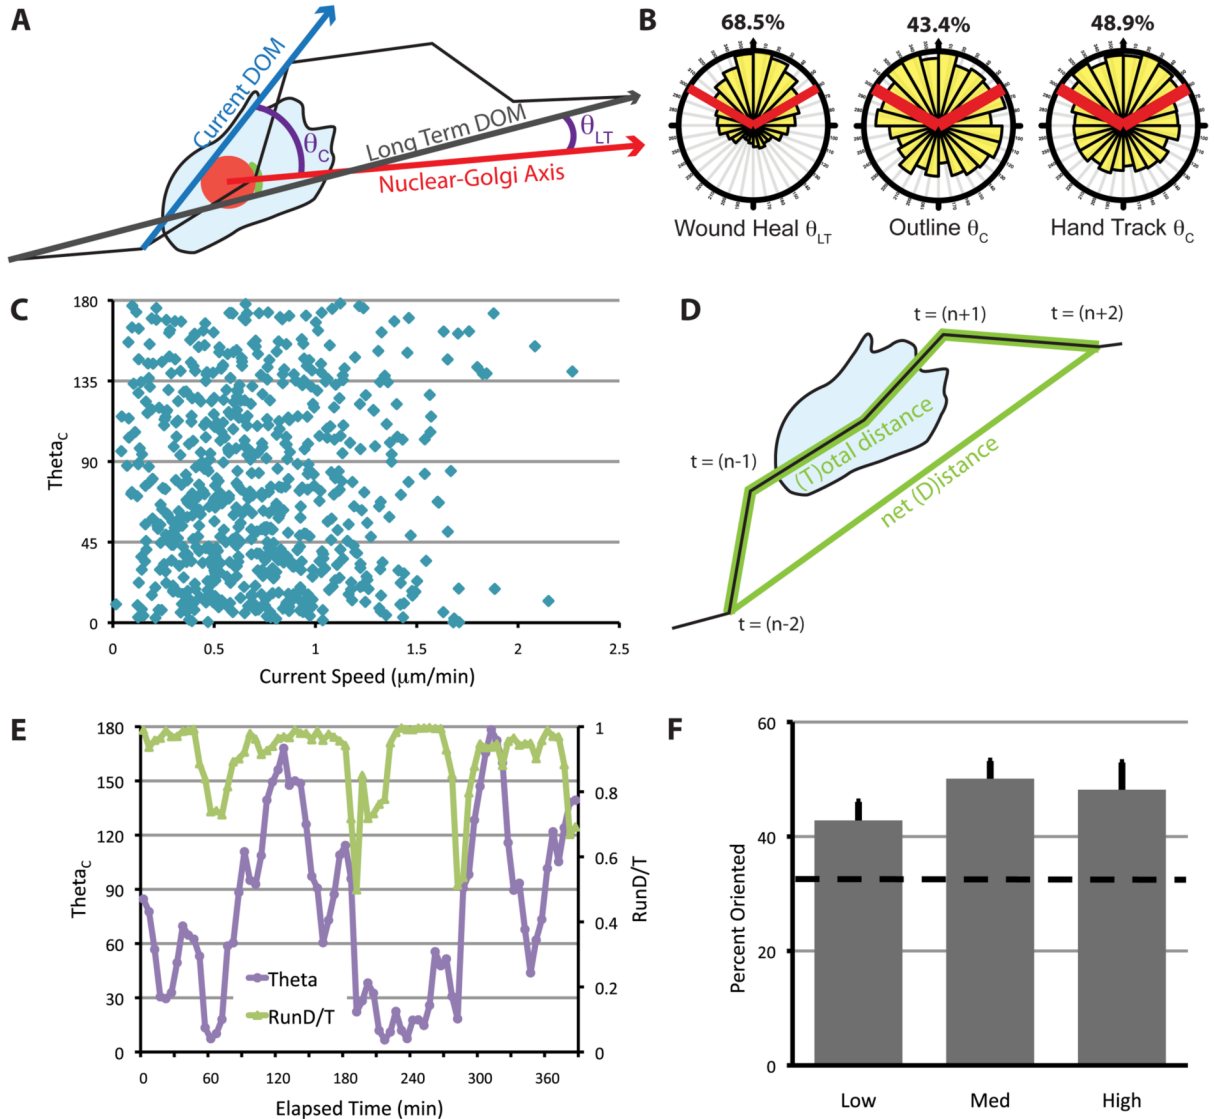 A
Current DOM
θC
Long Term DOM
θLT
Nuclear-Golgi Axis
B
68.5%
43.4%
48.9%
Wound Heal θLT
Outline θC
Hand Track θC
C
180
135
90
45
0
ThetaC
0
0.5
1
1.5
2
2.5
Current Speed (μm/min)
D
t = (n+1)
t = (n+2)
t = (n-1)
(T)otal distance
net (D)istance
t = (n-2)
E
180
150
120
90
60
30
0
ThetaC
1
0.8
0.6
0.4
0.2
0
RunD/T
Theta
RunD/T
0
60
120
180
240
300
360
Elapsed Time (min)
F
60
40
20
0
Percent Oriented
Low
Med
High